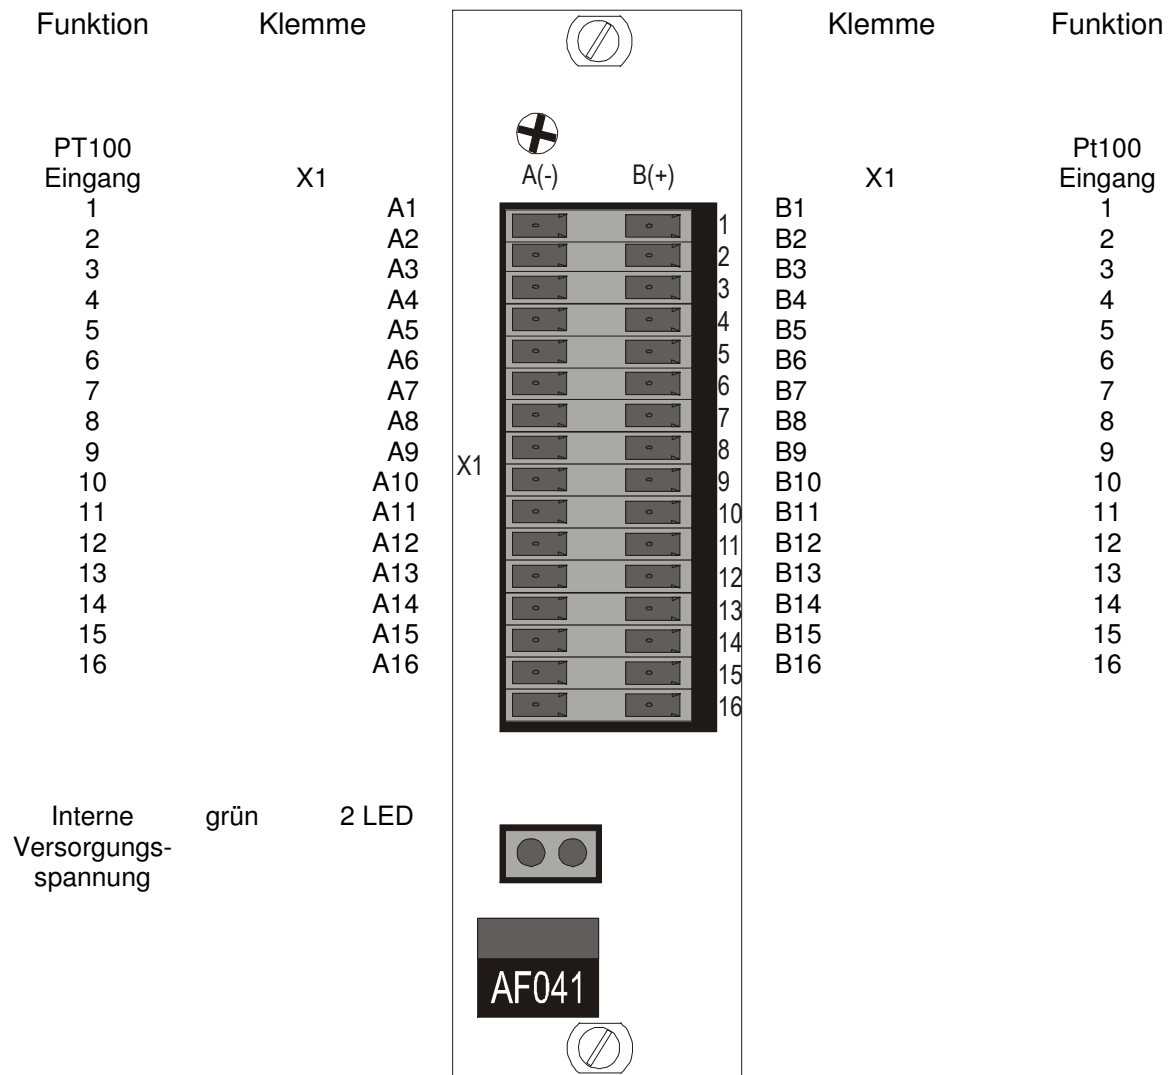 Funktion Klemme Klemme Funktion
PT100 Pt100
Eingang X1 A(-) B(+) X1 Eingang
1 A1 1 B1 1
2 A2 2 B2 2
3 A3 3 B3 3
4 A4 4 B4 4
5 A5 5 B5 5
6 A6 6 B6 6
7 A7 7 B7 7
8 A8 8 B8 8
9 A9 X1 9 B9 9
10 A10 10 B10 10
11 A11 11 B11 11
12 A12 12 B12 12
13 A13 13 B13 13
14 A14 14 B14 14
15 A15 15 B15 15
16 A16 16 B16 16
Interne grün 2 LED
Versorgungs-
spannung
AF041